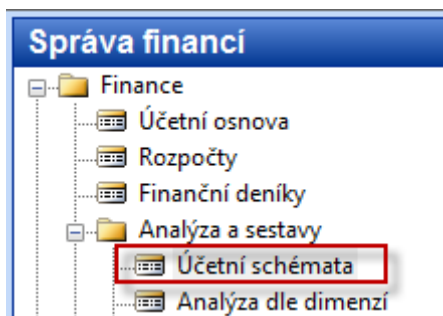 Správa financí
Finance
Účetní osnova
Rozpočty
Finanční deníky
Analýza a sestavy
Účetní schémata
Analýza dle dimenzí